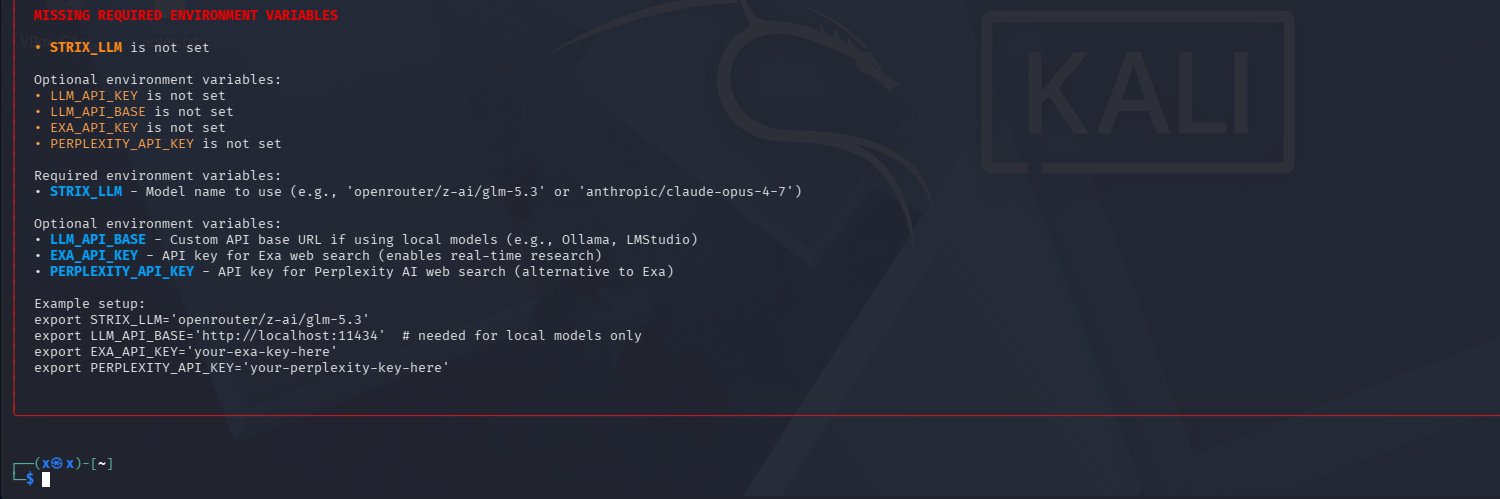 MISSING REQUIRED ENVIRONMENT VARIABLES
• STRIX_LLM is not set
Optional environment variables:
• LLM_API_KEY is not set
• LLM_API_BASE is not set
• EXA_API_KEY is not set
• PERPLEXITY_API_KEY is not set
Required environment variables:
• STRIX_LLM - Model name to use (e.g., 'openrouter/z-ai/glm-5.3' or 'anthropic/claude-opus-4-7')
Optional environment variables:
• LLM_API_BASE - Custom API base URL if using local models (e.g., Ollama, LMStudio)
• EXA_API_KEY - API key for Exa web search (enables real-time research)
• PERPLEXITY_API_KEY - API key for Perplexity AI web search (alternative to Exa)
Example setup:
export STRIX_LLM='openrouter/z-ai/glm-5.3'
export LLM_API_BASE='http://localhost:11434'  # needed for local models only
export EXA_API_KEY='your-exa-key-here'
export PERPLEXITY_API_KEY='your-perplexity-key-here'
┌──(x㉿x)-[~]
└─$
KALI